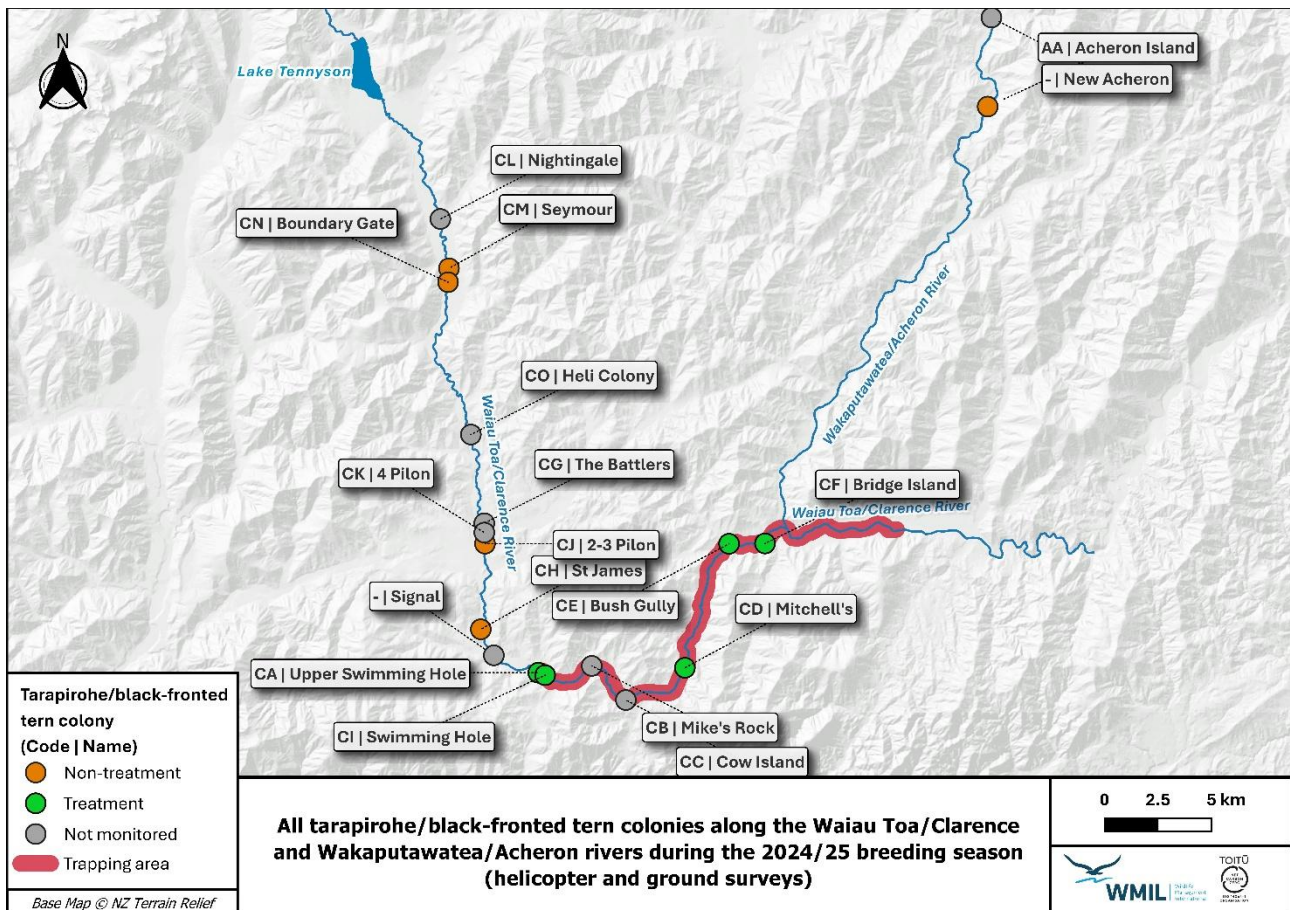 N
Lake Tennyson
AA | Acheron Island
- | New Acheron
CL | Nightingale
CM | Seymour
CN | Boundary Gate
Wakaputawatea/Acheron River
CO | Heli Colony
Waiau Toa/Clarence River
CK | 4 Pilon
CG | The Battlers
CF | Bridge Island
Waiau Toa/Clarence River
CJ | 2-3 Pilon
CH | St James
- | Signal
CE | Bush Gully
CD | Mitchell's
CA | Upper Swimming Hole
CI | Swimming Hole
CB | Mike's Rock
CC | Cow Island
Tarapirohe/black-fronted
tern colony
(Code | Name)
Non-treatment
Treatment
Not monitored
Trapping area
Base Map © NZ Terrain Relief
All tarapirohe/black-fronted tern colonies along the Waiau Toa/Clarence
and Wakaputawatea/Acheron rivers during the 2024/25 breeding season
(helicopter and ground surveys)
0 2.5 5 km
WMIL
Wildlife
Management
International
TOITŪ